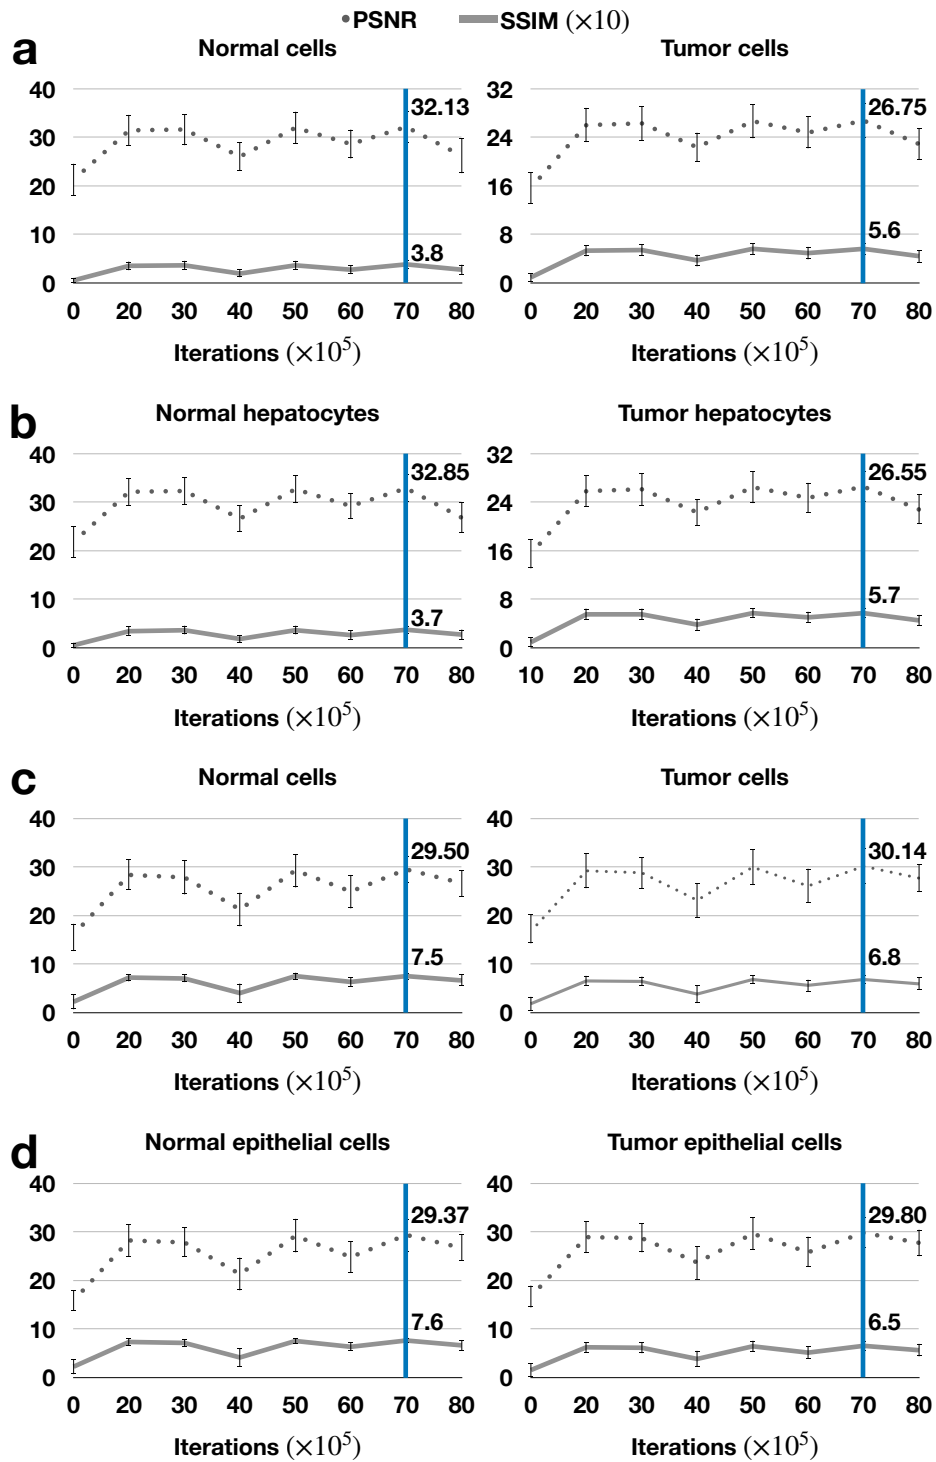 PSNR SSIM (×10)
a Normal cells Tumor cells
40 32.13 32 26.75
30 24
20 16
10 3.8 8 5.6
0 0
0 20 30 40 50 60 70 80 0 20 30 40 50 60 70 80
Iterations (×10⁵) Iterations (×10⁵)
b Normal hepatocytes Tumor hepatocytes
40 32.85 32 26.55
30 24
20 16
10 3.7 8 5.7
0 0
0 20 30 40 50 60 70 80 10 20 30 40 50 60 70 80
Iterations (×10⁵) Iterations (×10⁵)
c Normal cells Tumor cells
40 29.50 40 30.14
30 30
20 20
10 7.5 10 6.8
0 0
0 20 30 40 50 60 70 80 0 20 30 40 50 60 70 80
Iterations (×10⁵) Iterations (×10⁵)
d Normal epithelial cells Tumor epithelial cells
40 29.37 40 29.80
30 30
20 20
10 7.6 10 6.5
0 0
0 20 30 40 50 60 70 80 0 20 30 40 50 60 70 80
Iterations (×10⁵) Iterations (×10⁵)